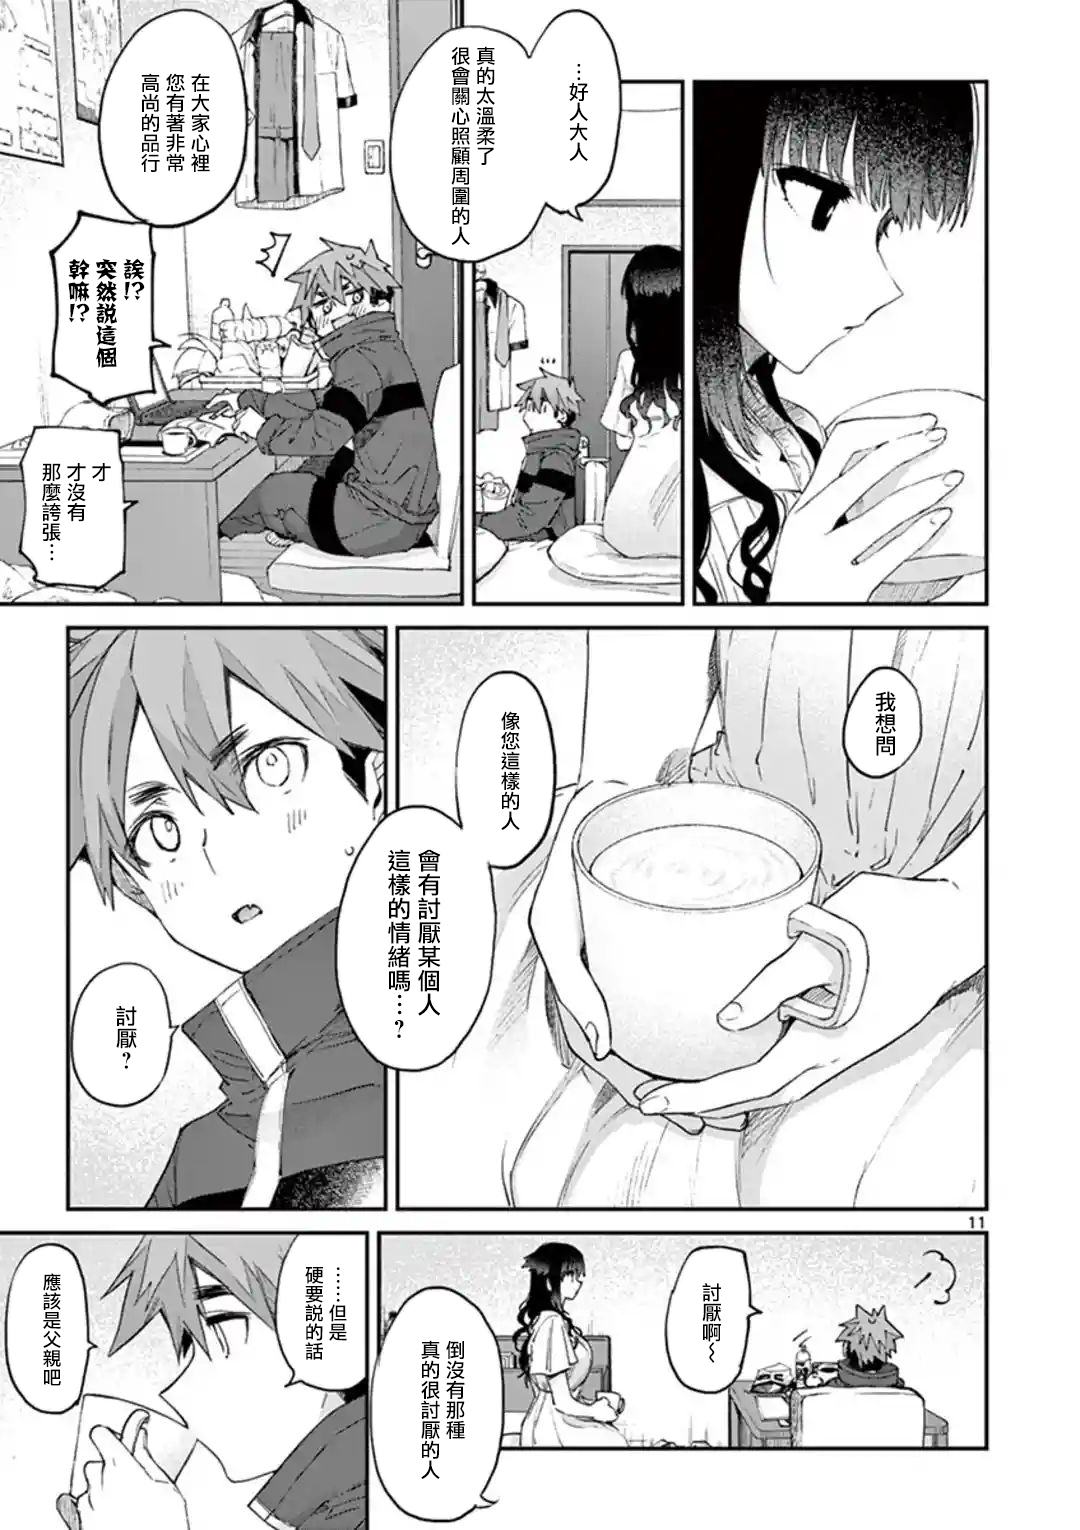 …好人大人
真的太溫柔了
很會關心照顧周圍的人
在大家心裡
您有著非常
高尚的品行
誒!?
突然説這個
幹嘛!?
才
才沒有
那麼誇張…
我想問
像您這樣的人
會有討厭某個人
這樣的情緒嗎…?
討厭?
11
討厭啊～
倒沒有那種
真的很討厭的人
……但是
硬要説的話
應該是父親吧